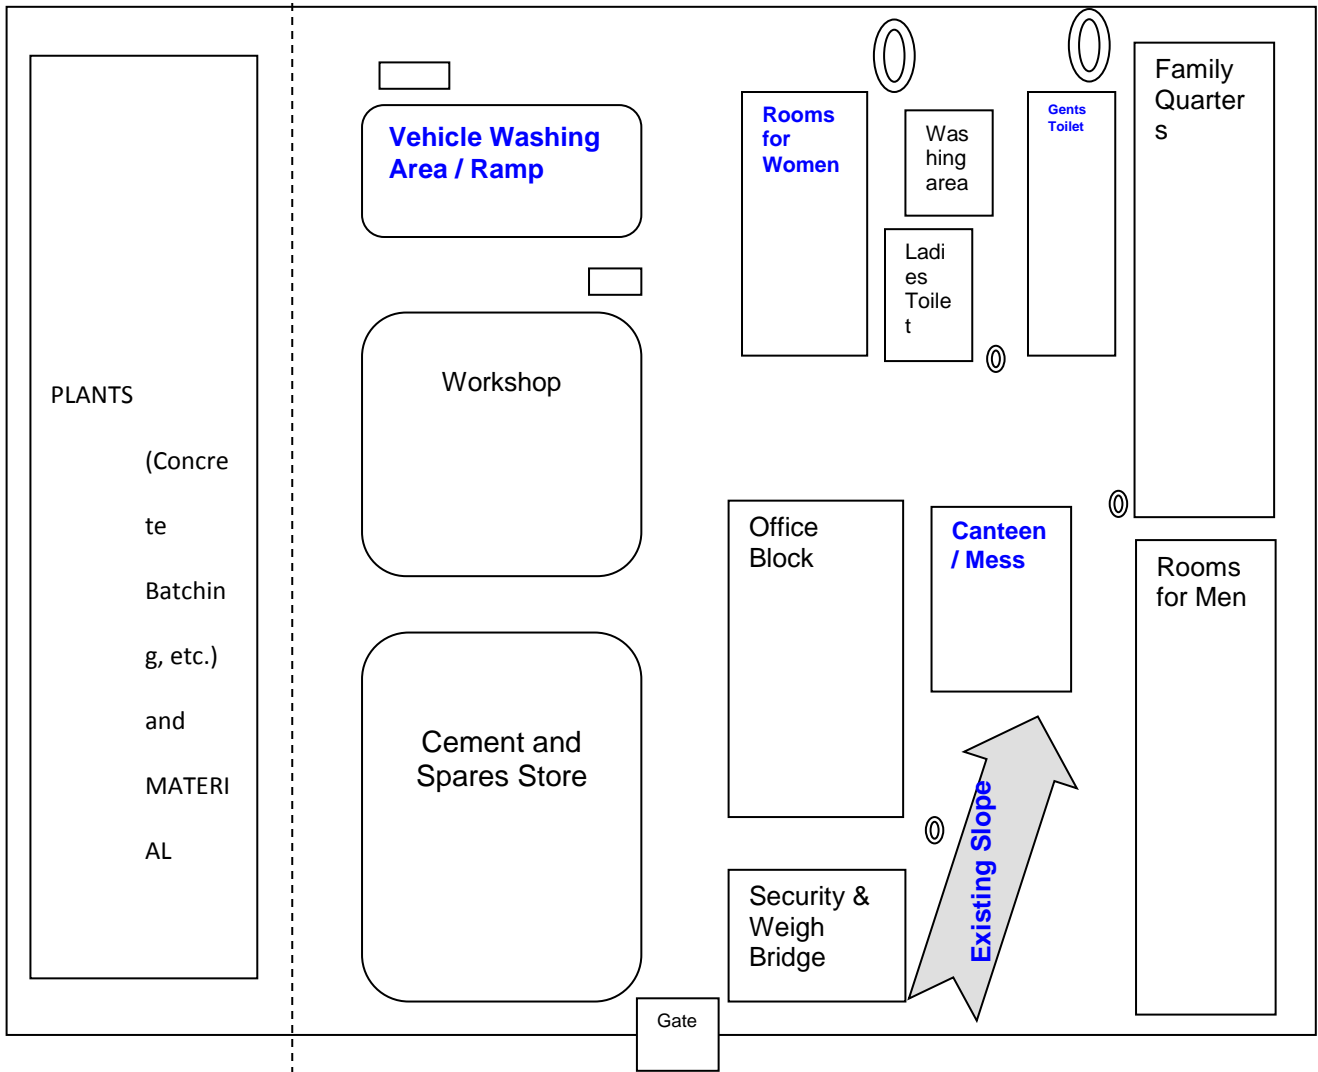 PLANTS
(Concre
te
Batchin
g, etc.)
and
MATERI
AL
Vehicle Washing
Area / Ramp
Workshop
Cement and
Spares Store
Rooms
for
Women
Was
hing
area
Ladi
es
Toile
t
Gents
Toilet
Family
Quarter
s
Office
Block
Canteen
/ Mess
Rooms
for Men
Existing Slope
Security &
Weigh
Bridge
Gate